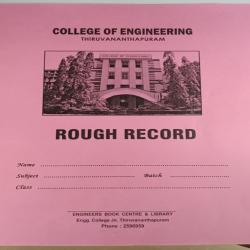 COLLEGE OF ENGINEERING
THIRUVANANTHAPURAM
ROUGH RECORD
Name
Subject Batch
Class
ENGINEERS BOOK CENTRE & LIBRARY
Engg. College Jn. Thiruvananthapuram
Phone : 2596959